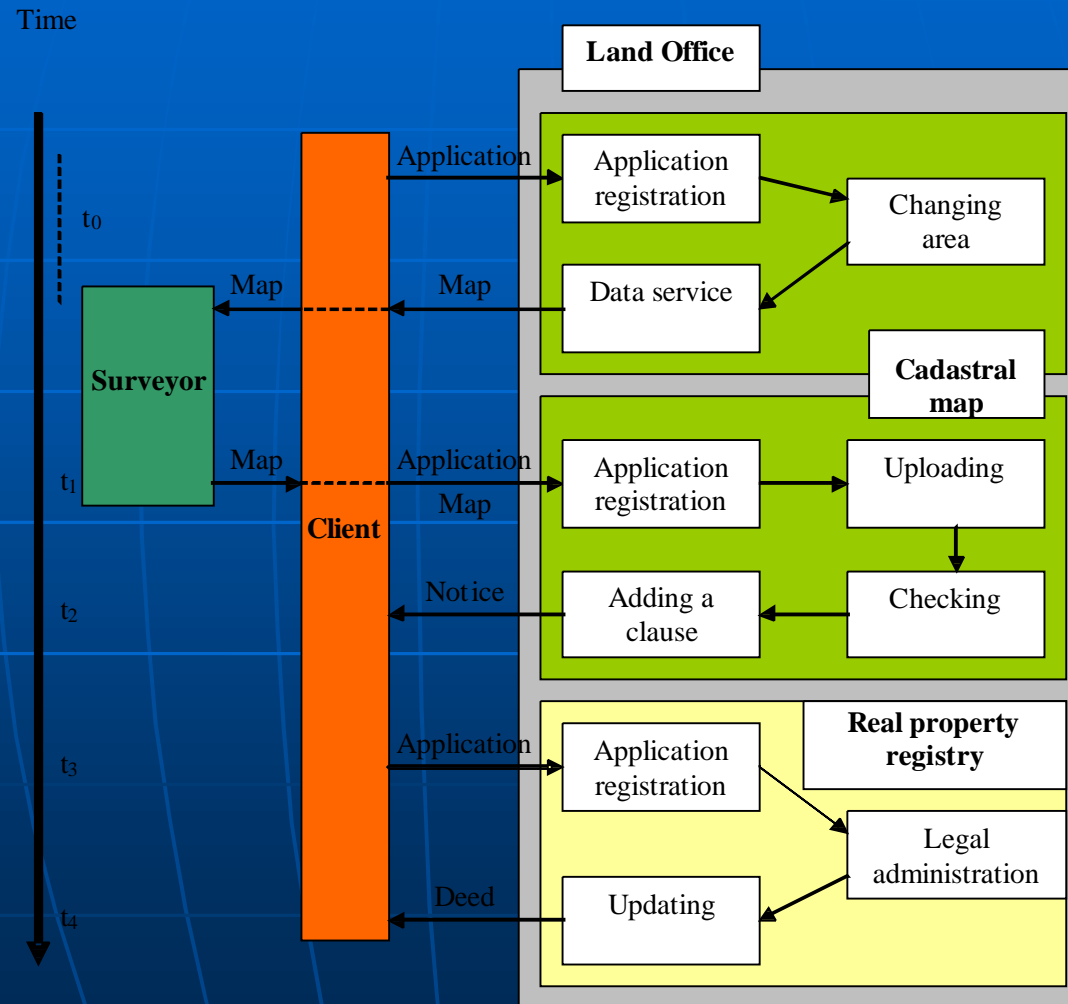 Time
Land Office
Application
Application
registration
Changing
area
t₀
Map
Map
Data service
Surveyor
Cadastral
map
Map
Application
Application
registration
Uploading
t₁
Map
Client
Notice
Adding a
clause
Checking
t₂
Real property
registry
Application
Application
registration
t₃
Legal
administration
Deed
Updating
t₄